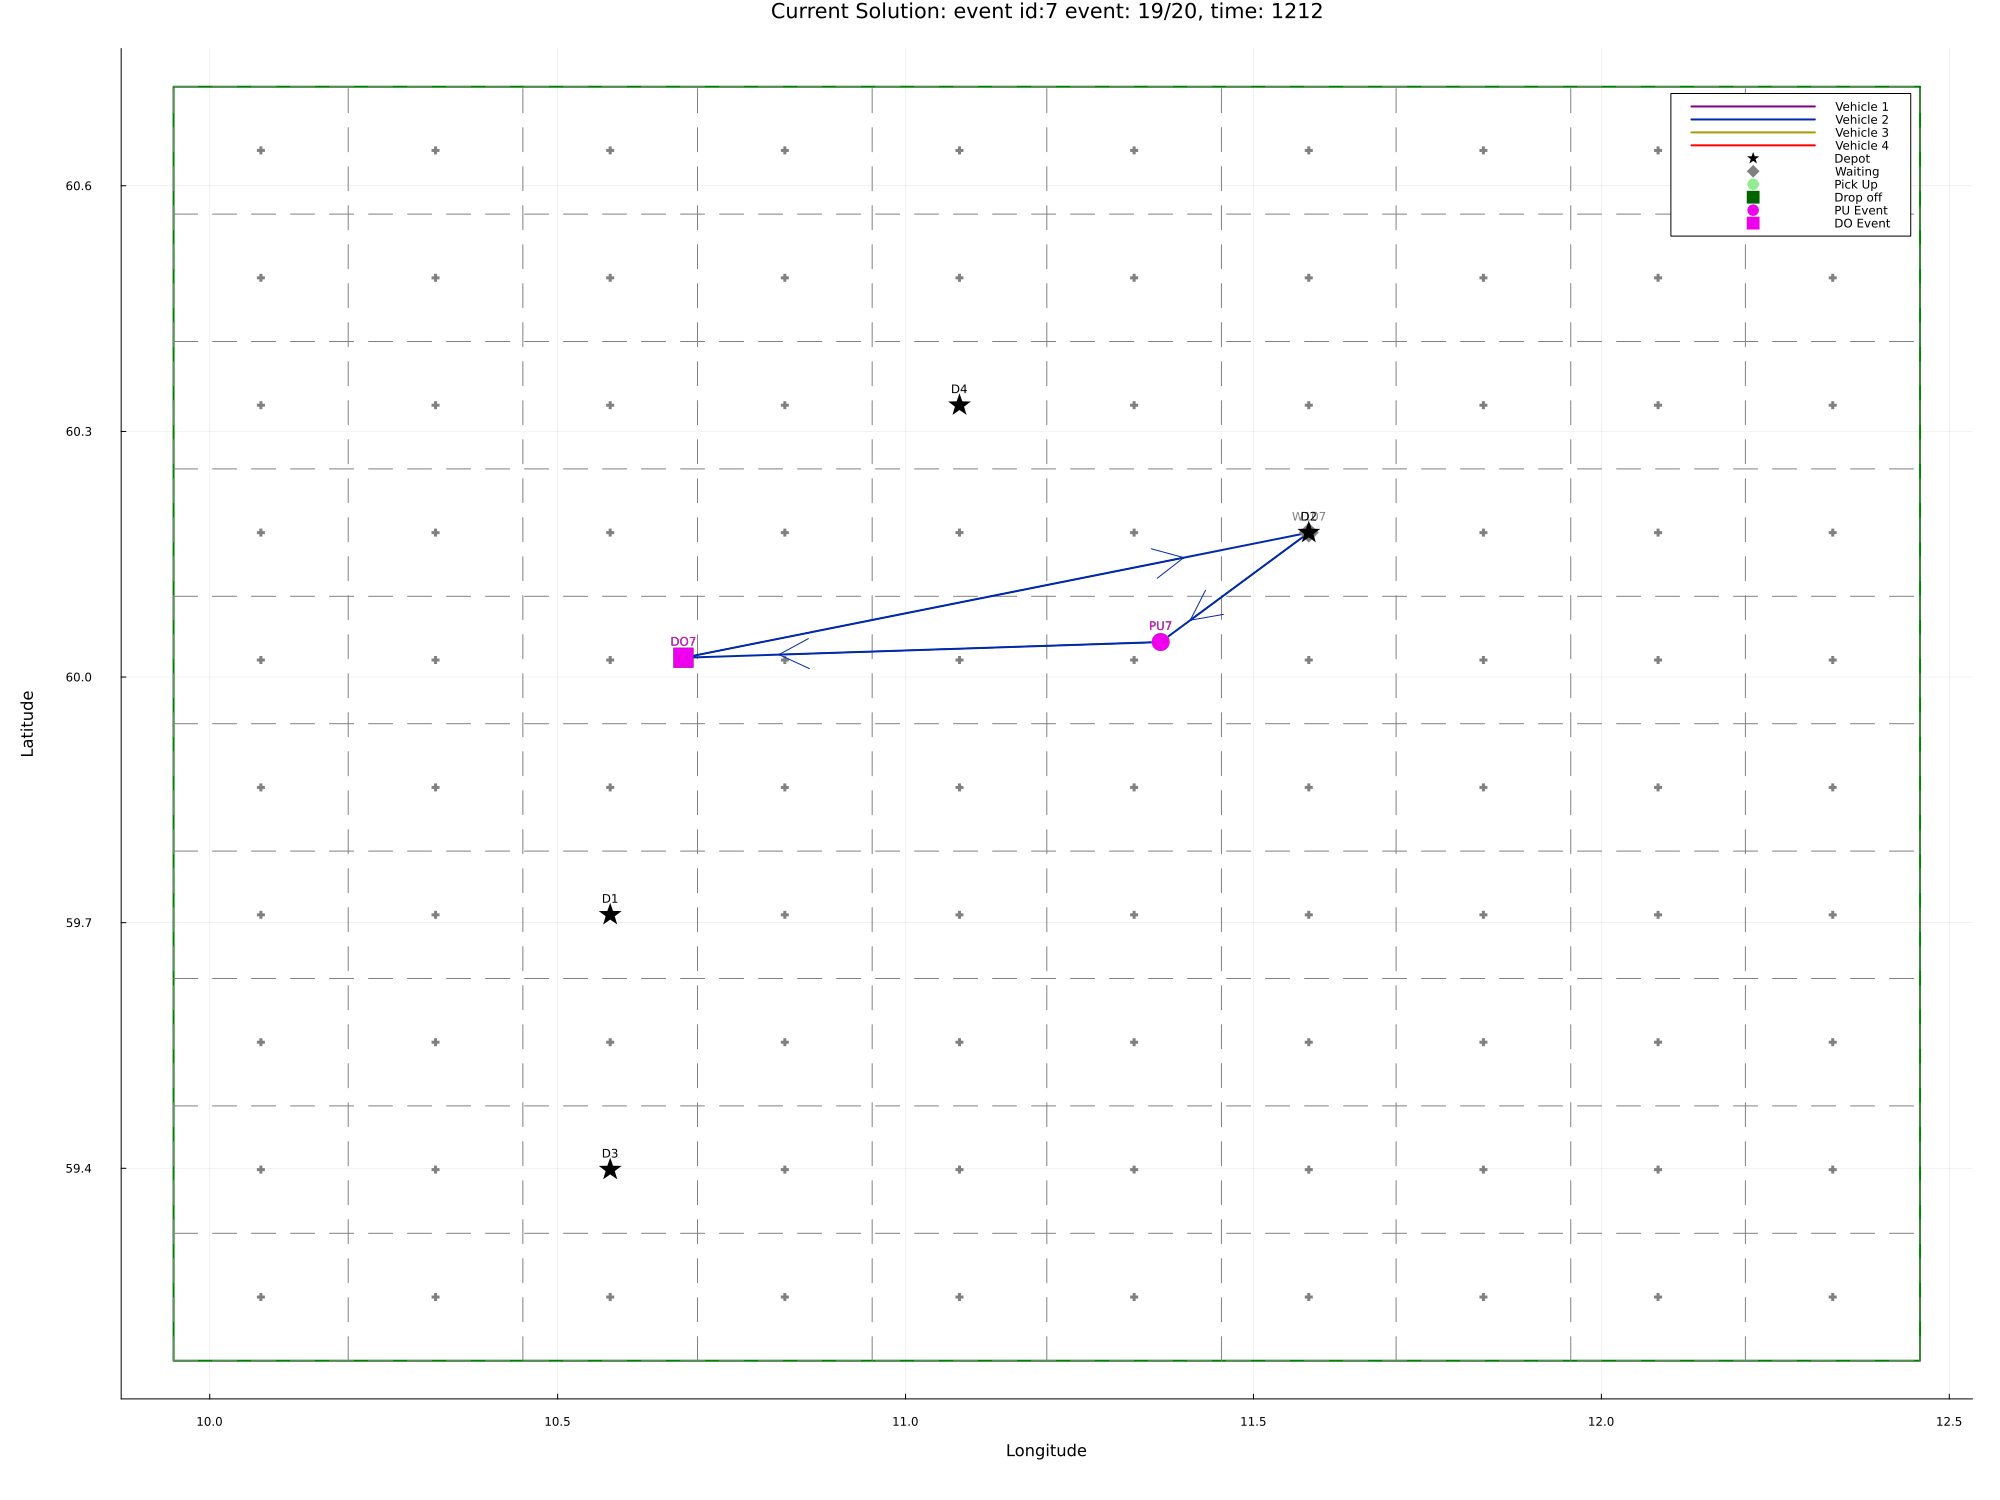 Current Solution: event id:7 event: 19/20, time: 1212
Vehicle 1
Vehicle 2
Vehicle 3
Vehicle 4
Depot
Waiting
Pick Up
Drop off
PU Event
DO Event
60.6
60.3
60.0
59.7
59.4
Latitude
D4
D2
PU7
DO7
D1
D3
10.0
10.5
11.0
11.5
12.0
12.5
Longitude